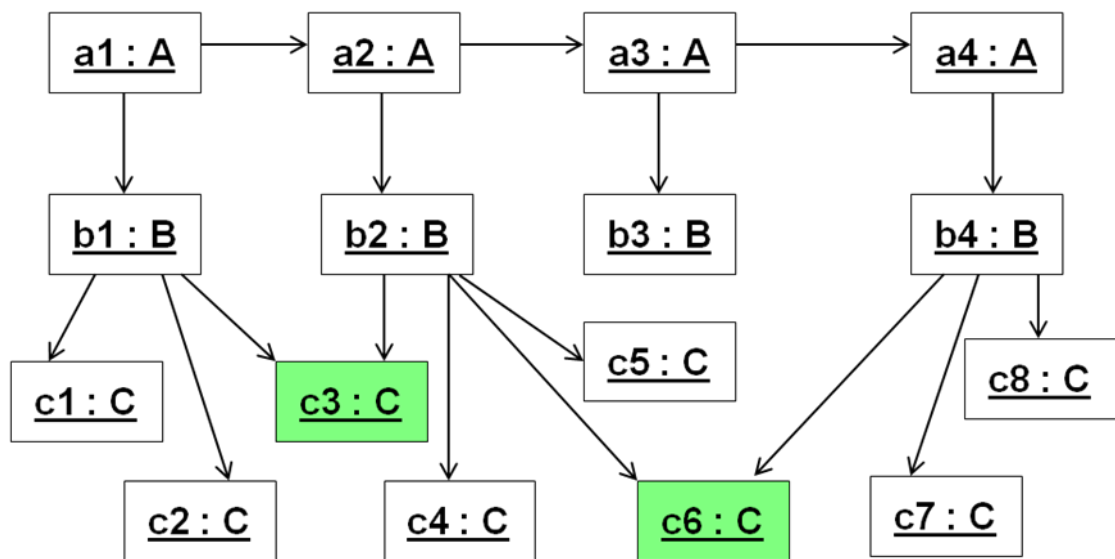 a1 : A
a2 : A
a3 : A
a4 : A
b1 : B
b2 : B
b3 : B
b4 : B
c1 : C
c3 : C
c5 : C
c8 : C
c2 : C
c4 : C
c6 : C
c7 : C